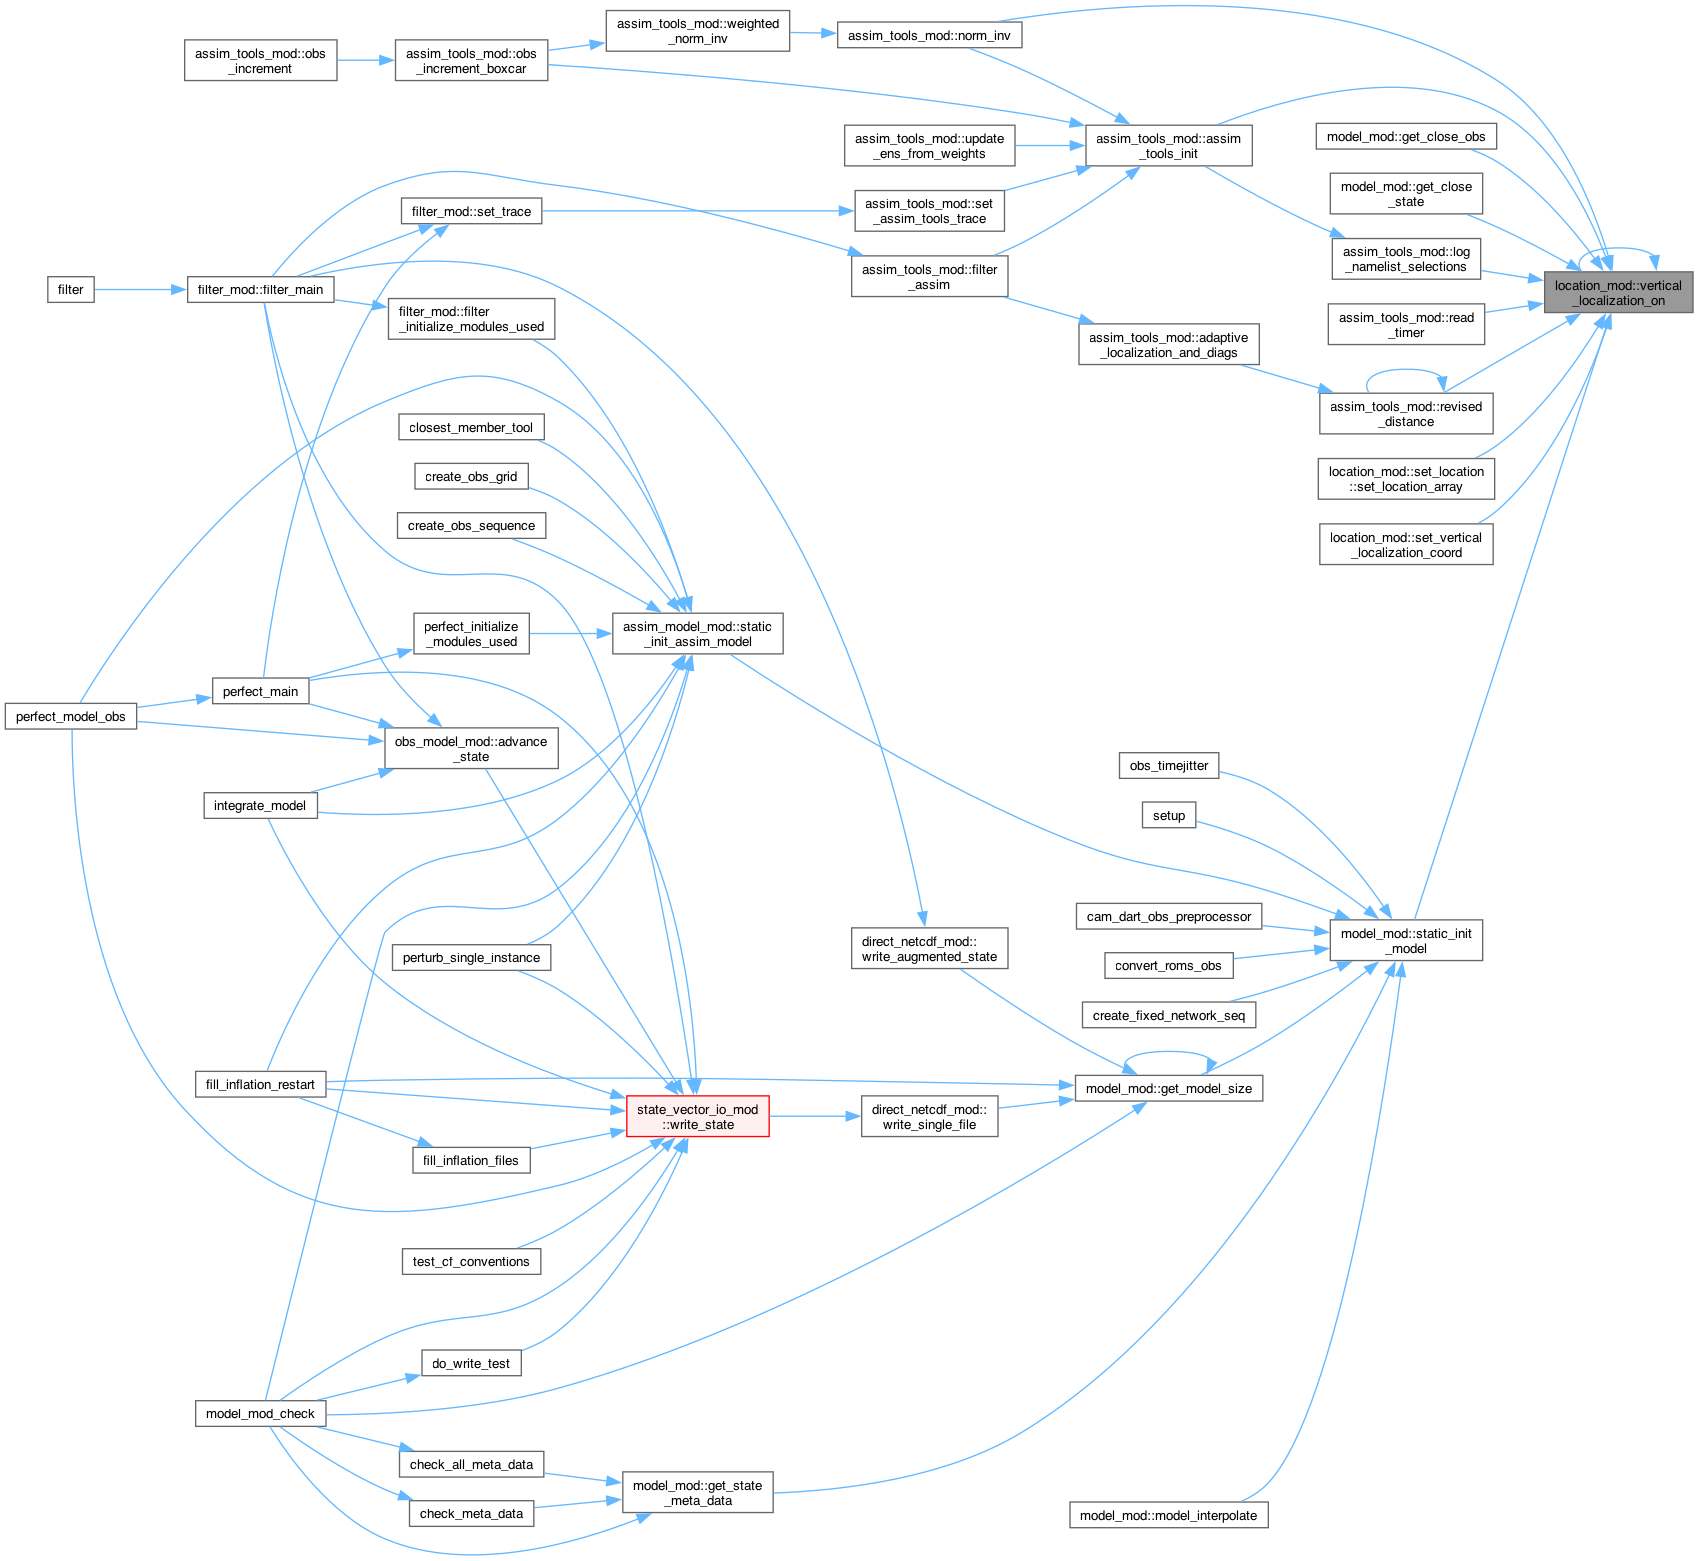 assim_tools_mod::weighted
_norm_inv
assim_tools_mod::norm_inv
assim_tools_mod::obs
_increment
assim_tools_mod::obs
_increment_boxcar
assim_tools_mod::update
_ens_from_weights
assim_tools_mod::assim
_tools_init
model_mod::get_close_obs
model_mod::get_close
_state
filter_mod::set_trace
assim_tools_mod::set
_assim_tools_trace
assim_tools_mod::log
_namelist_selections
filter
filter_mod::filter_main
assim_tools_mod::filter
_assim
location_mod::vertical
_localization_on
filter_mod::filter
_initialize_modules_used
assim_tools_mod::read
_timer
assim_tools_mod::adaptive
_localization_and_diags
assim_tools_mod::revised
_distance
closest_member_tool
create_obs_grid
location_mod::set_location
::set_location_array
create_obs_sequence
location_mod::set_vertical
_localization_coord
perfect_initialize
_modules_used
assim_model_mod::static
_init_assim_model
perfect_main
perfect_model_obs
obs_model_mod::advance
_state
obs_timejitter
integrate_model
setup
cam_dart_obs_preprocessor
model_mod::static_init
_model
perturb_single_instance
direct_netcdf_mod::
write_augmented_state
convert_roms_obs
create_fixed_network_seq
fill_inflation_restart
model_mod::get_model_size
state_vector_io_mod
::write_state
direct_netcdf_mod::
write_single_file
fill_inflation_files
test_cf_conventions
do_write_test
model_mod_check
check_all_meta_data
model_mod::get_state
_meta_data
check_meta_data
model_mod::model_interpolate